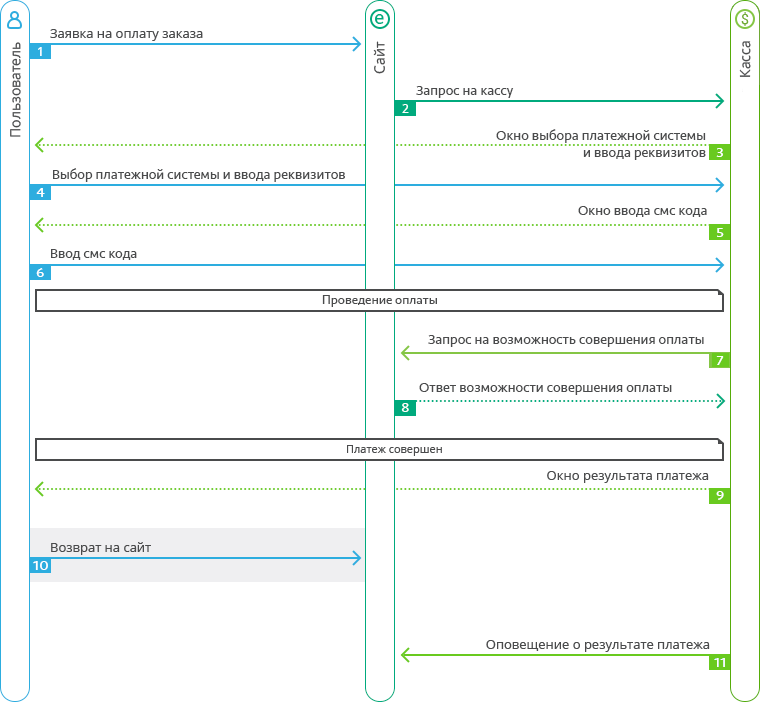 Пользователь
Сайт
Касса
e
$
Заявка на оплату заказа
1
Запрос на кассу
2
Окно выбора платежной системы
и ввода реквизитов
3
Выбор платежной системы и ввода реквизитов
4
Окно ввода смс кода
5
Ввод смс кода
6
Проведение оплаты
Запрос на возможность совершения оплаты
7
Ответ возможности совершения оплаты
8
Платеж совершен
Окно результата платежа
9
Возврат на сайт
10
Оповещение о результате платежа
11